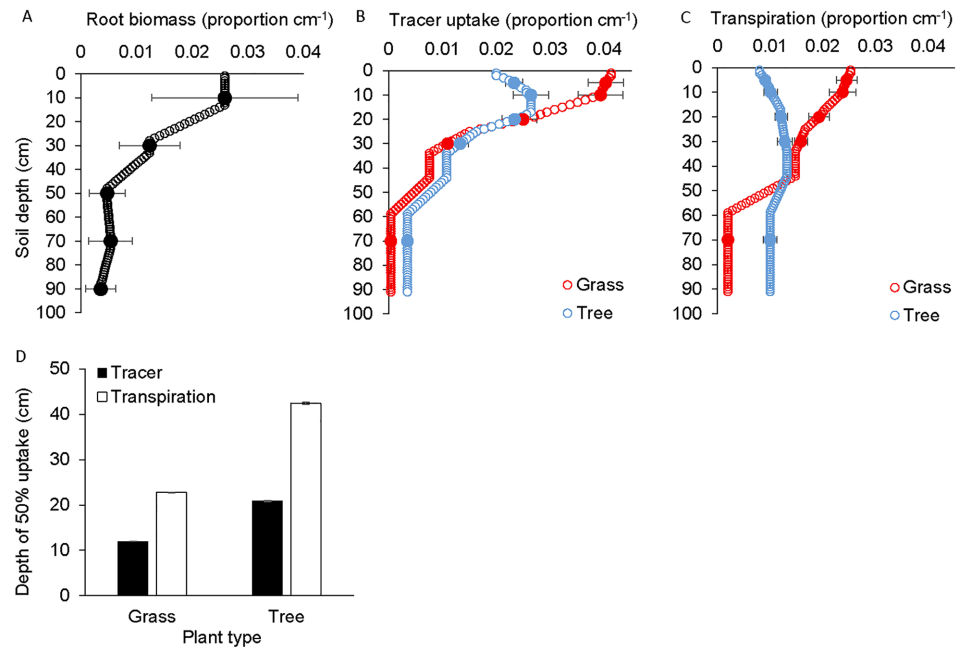 A
Root biomass (proportion cm-1)
0 0.01 0.02 0.03 0.04
Soil depth (cm)
0
10
20
30
40
50
60
70
80
90
100
B
Tracer uptake (proportion cm-1)
0 0.01 0.02 0.03 0.04
0
10
20
30
40
50
60
70
80
90
100
Grass
Tree
C
Transpiration (proportion cm-1)
0 0.01 0.02 0.03 0.04
0
10
20
30
40
50
60
70
80
90
100
Grass
Tree
D
Depth of 50% uptake (cm)
50
40
30
20
10
0
Tracer
Transpiration
Grass Tree
Plant type